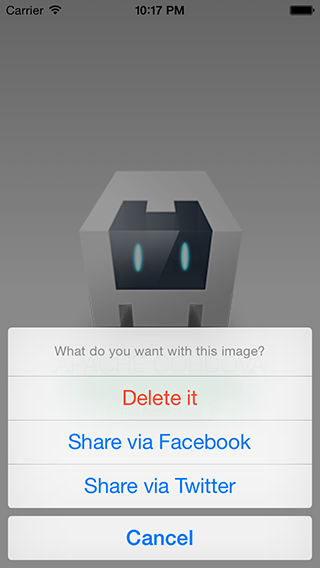 Carrier 10:17 PM
What do you want with this image?
Delete it
Share via Facebook
Share via Twitter
Cancel